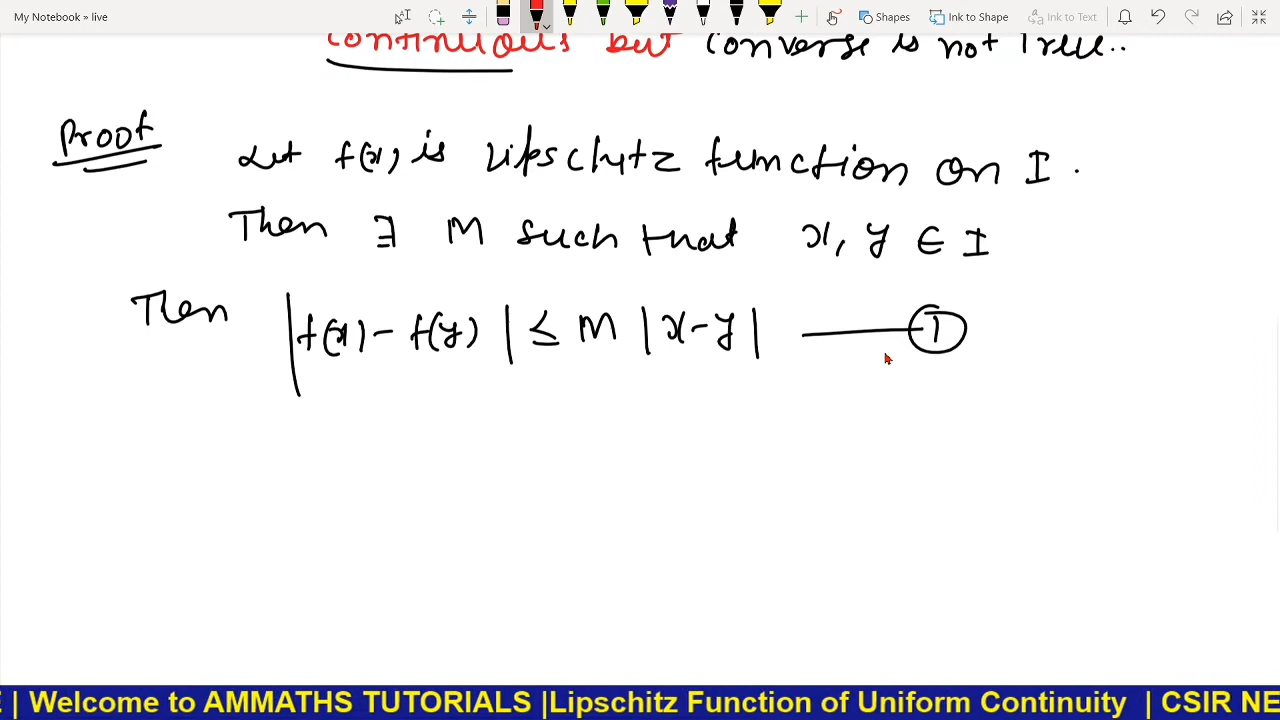 My Notebook » live
Shapes
Ink to Shape
Ink to Text
continuous but converse is not True..
Proof
Let f(x) is Lipschitz function on I.
Then ∃ M such that x, y ∈ I
Then |f(x) - f(y)| ≤ M |x-y| —— ①
| Welcome to AMMATHS TUTORIALS |Lipschitz Function of Uniform Continuity | CSIR NE